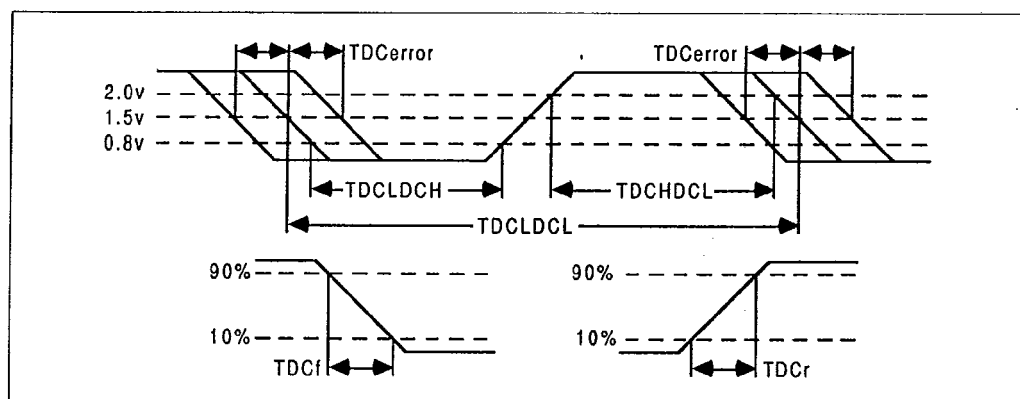 TDCerror TDCerror
2.0v
1.5v
0.8v
TDCLDCH TDCHDCL
TDCLDCL
90% 90%
10% 10%
TDCf TDCr